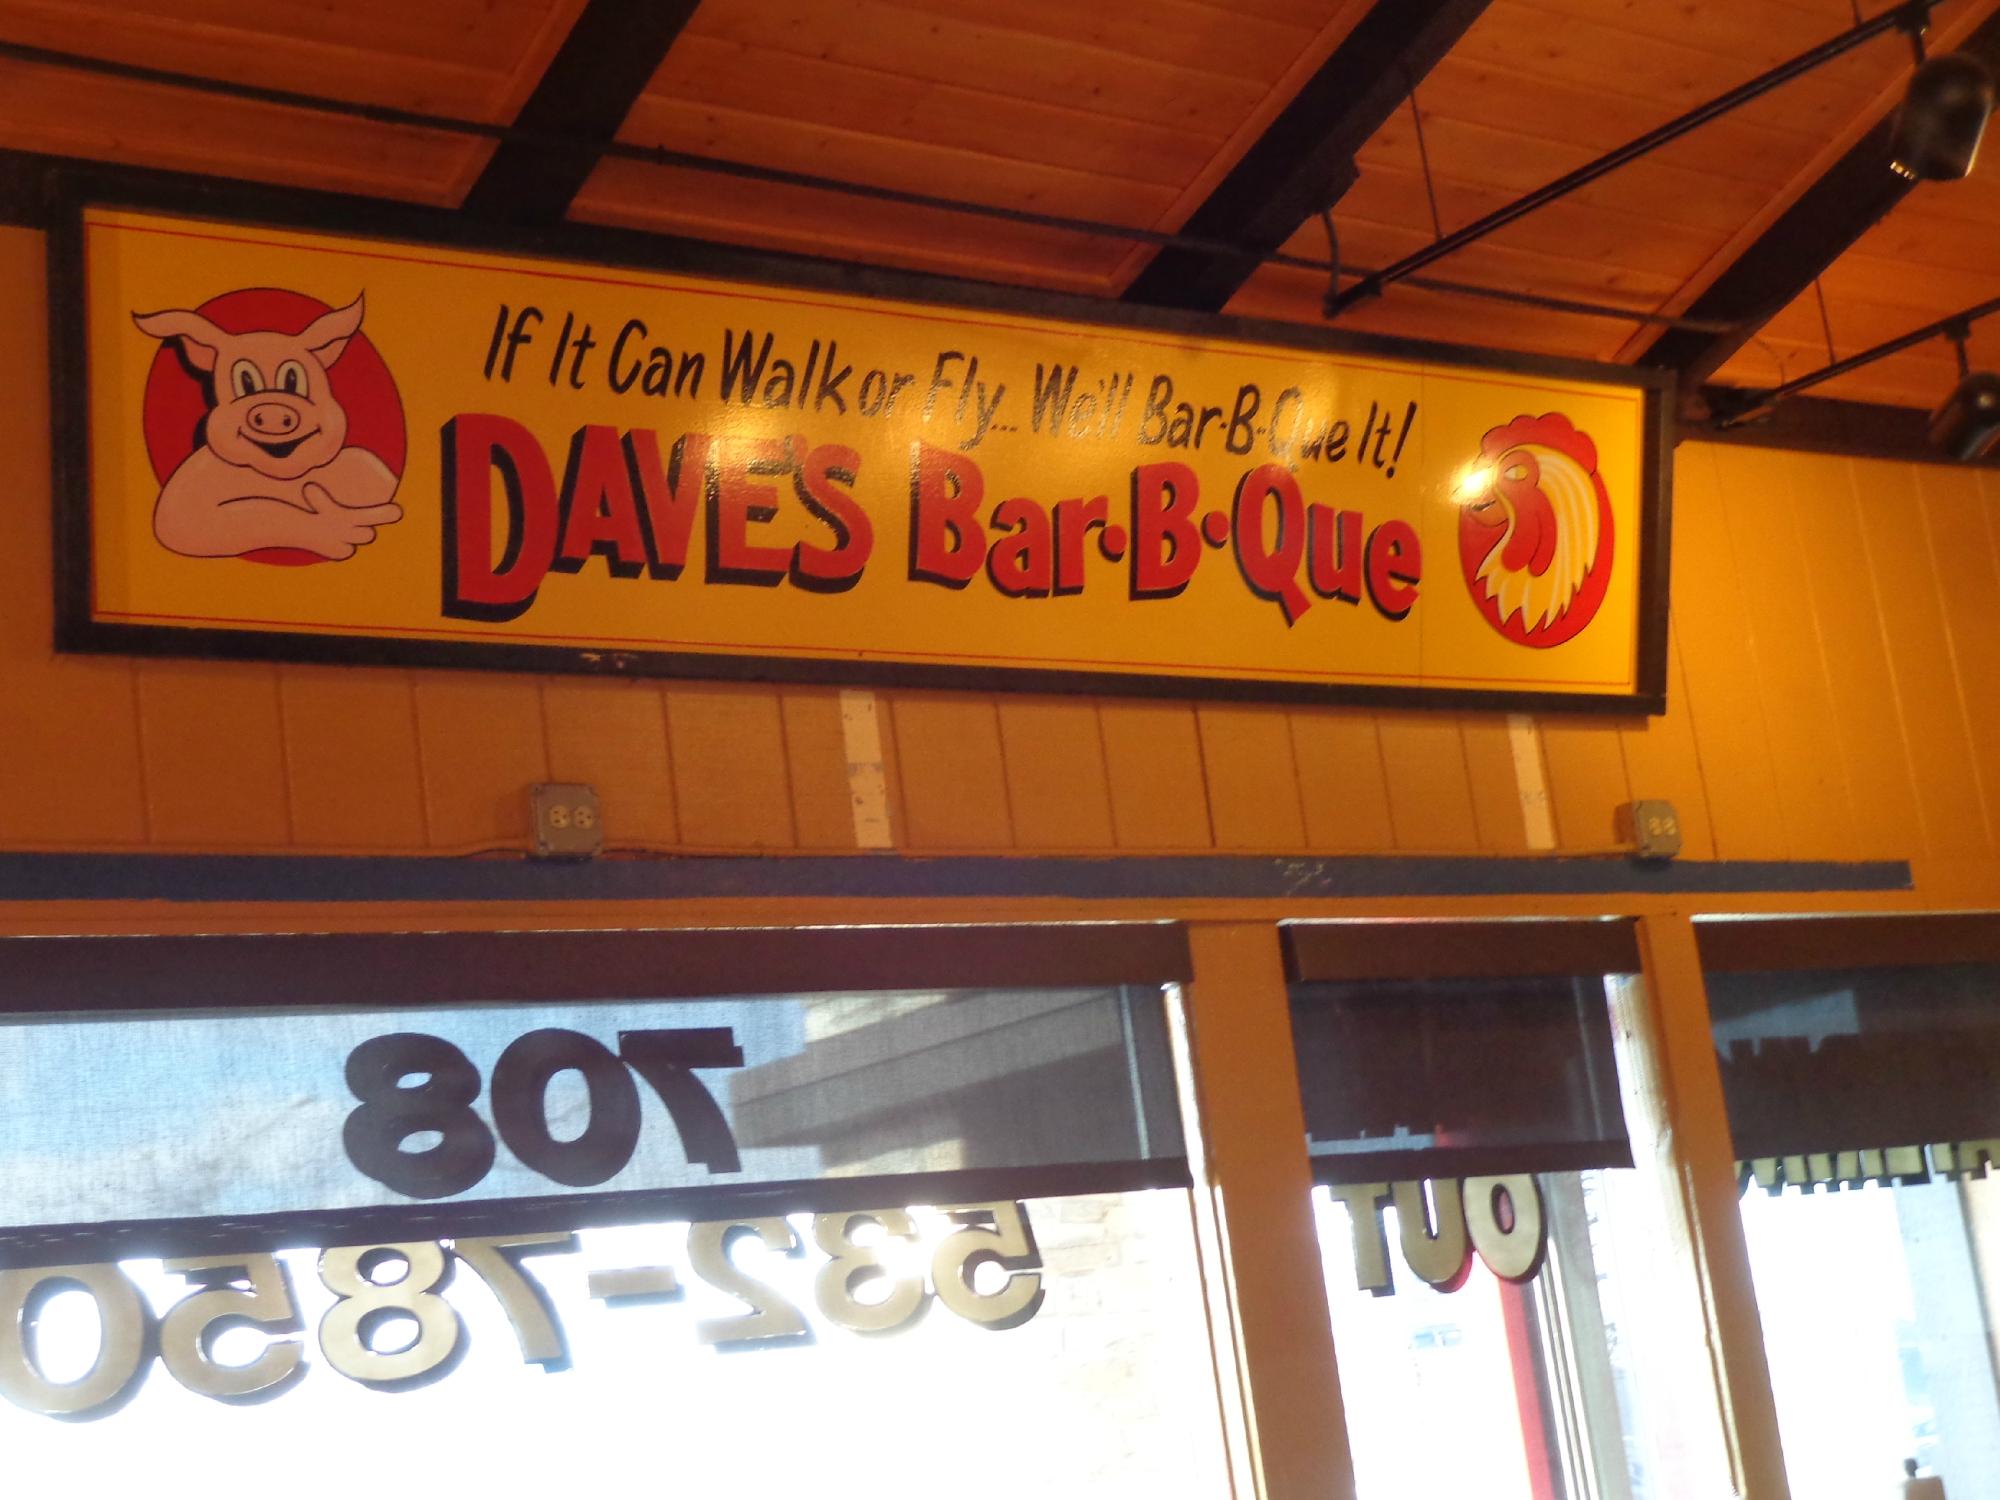 If It Can Walk or Fly... We'll Bar-B-Que It!
DAVE'S Bar-B-Que
708
532-7850
OUT